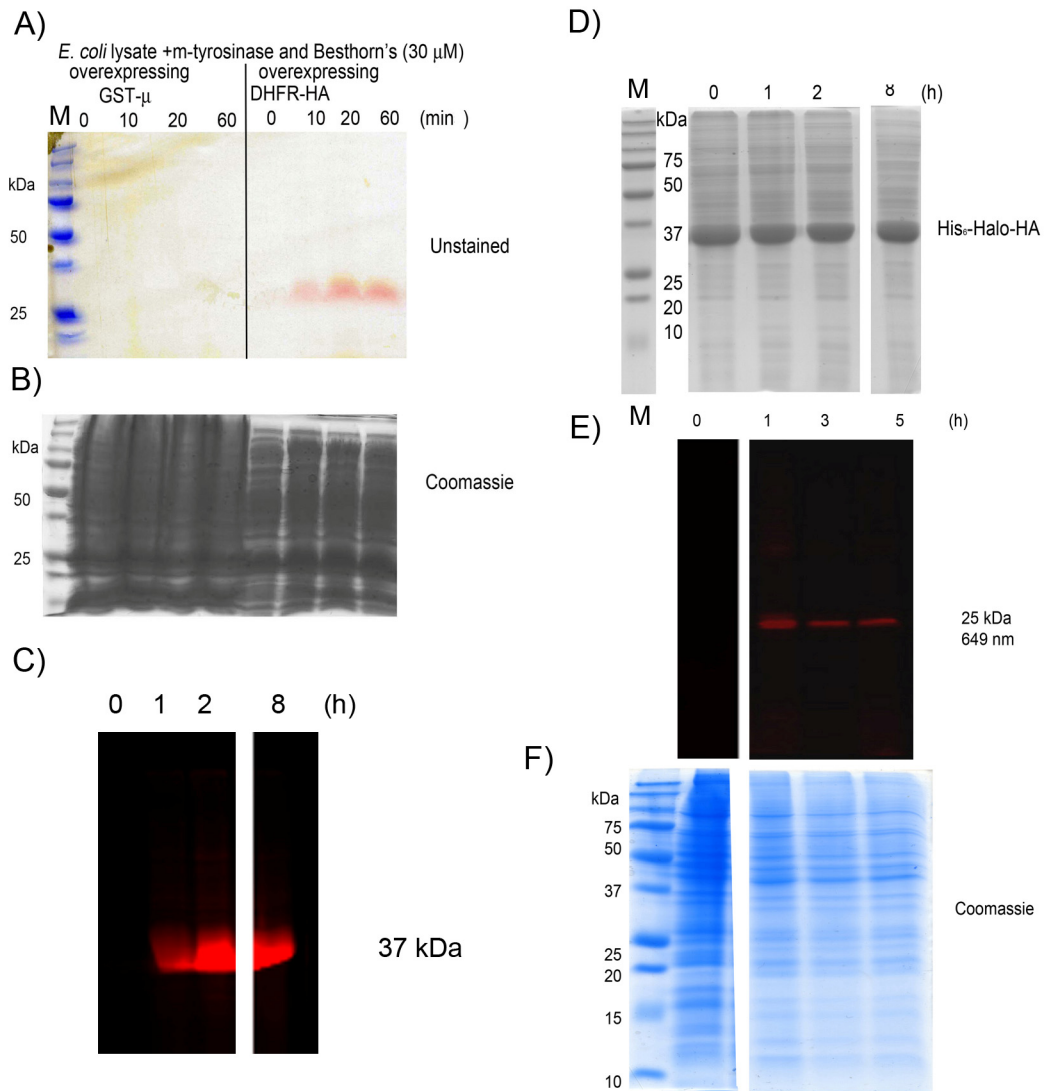 A)
E. coli lysate +m-tyrosinase and Besthorn's (30 µM)
overexpressing overexpressing
GST-µ DHFR-HA
M 0 10 20 60 0 10 20 60 (min )
kDa
50
25
Unstained
B)
kDa
50
25
Coomassie
C)
0 1 2 8 (h)
37 kDa
D)
M 0 1 2 8 (h)
kDa
75
50
37
25
20
10
His₆-Halo-HA
E)
M 0 1 3 5 (h)
25 kDa
649 nm
F)
kDa
75
50
37
25
20
15
10
Coomassie